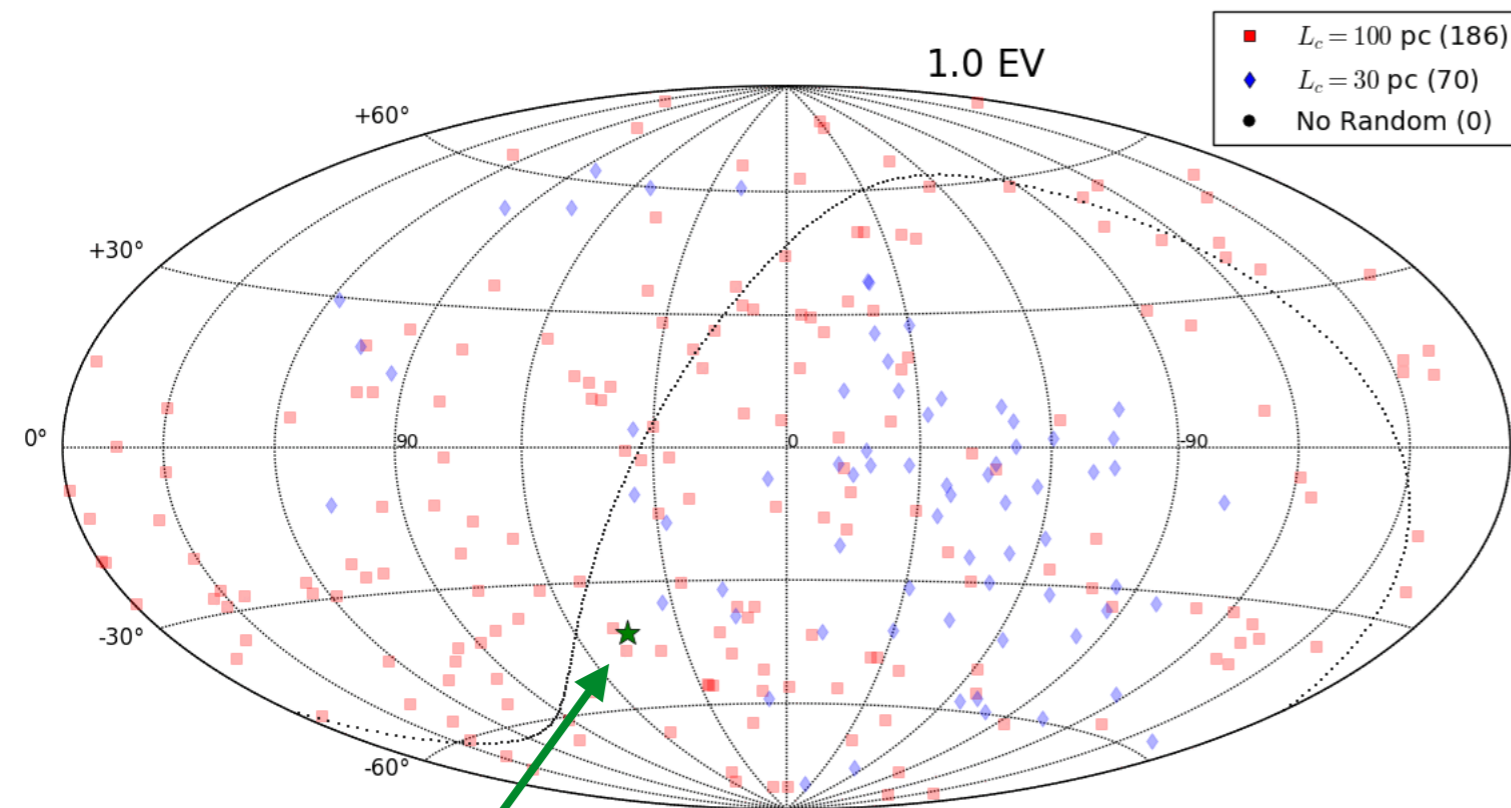 L_c = 100 pc (186)
L_c = 30 pc (70)
No Random (0)
1.0 EV
+60°
+30°
0°
90
0
-90
-30°
-60°